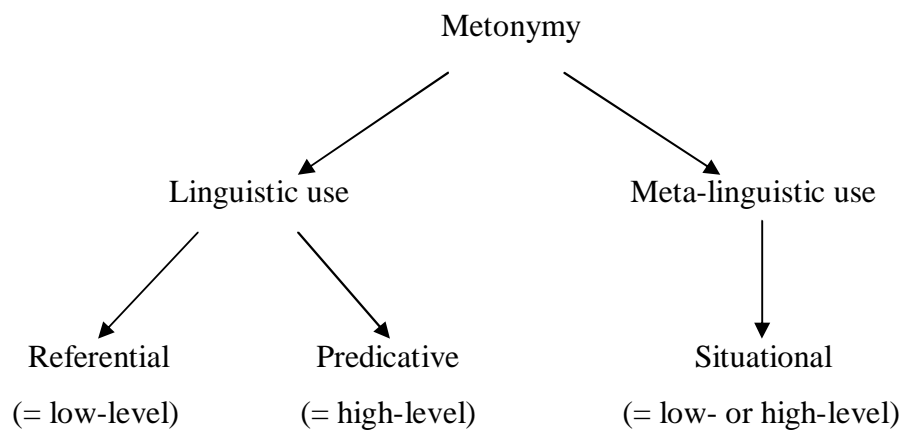 Metonymy
Linguistic use Meta-linguistic use
Referential Predicative Situational
(= low-level) (= high-level) (= low- or high-level)